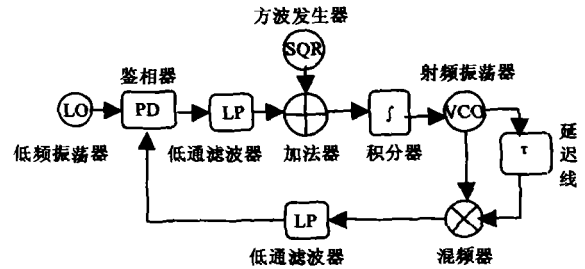 方波发生器
SQR
鉴相器
射频振荡器
LO
PD
LP
∫
VCO
τ
延迟线
低频振荡器
低通滤波器
加法器
积分器
LP
低通滤波器
混频器